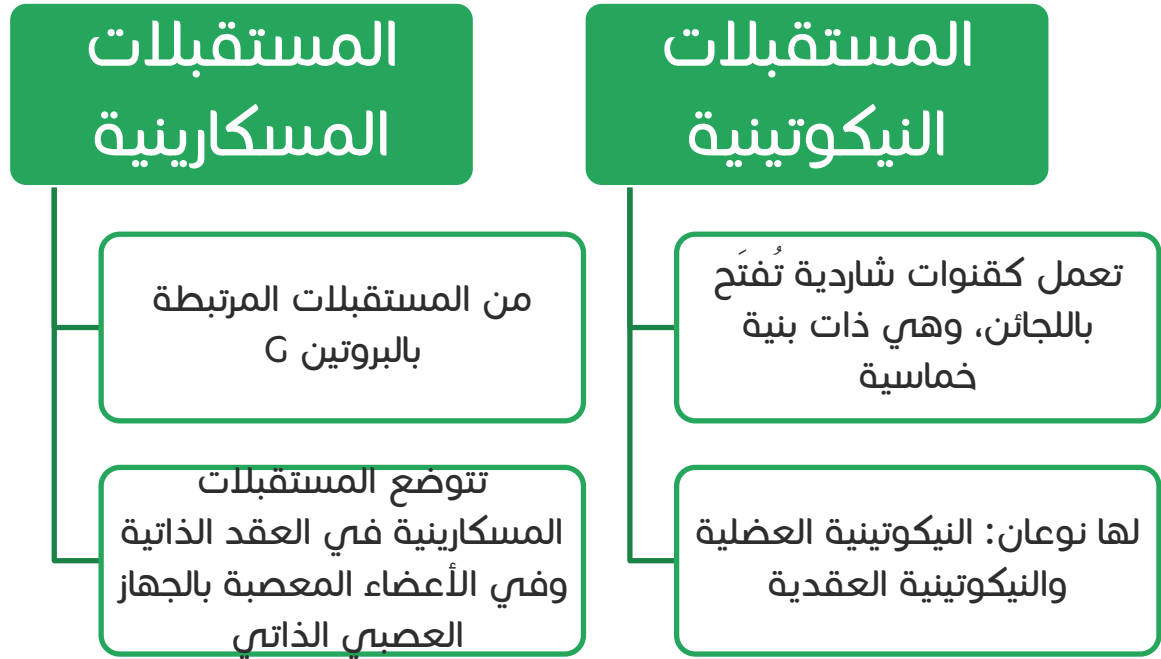 المستقبلات
النيكوتينية
تعمل كقنوات شاردية تُفتَح
باللجائن، وهي ذات بنية
خماسية
لها نوعان: النيكوتينية العضلية
والنيكوتينية العقدية
المستقبلات
المسكارينية
من المستقبلات المرتبطة
بالبروتين G
تتوضع المستقبلات
المسكارينية في العقد الذاتية
وفي الأعضاء المعصبة بالجهاز
العصبي الذاتي